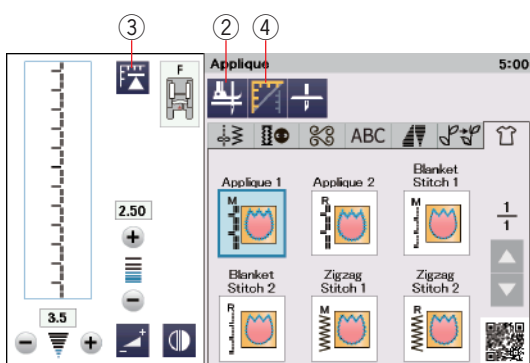 ③
②
④
F
Applique
5:00
ABC
Applique 1
Applique 2
Blanket
Stitch 1
M
R
M
1
1
2.50
Blanket
Stitch 2
Zigzag
Stitch 1
Zigzag
Stitch 2
R
M
R
3.5